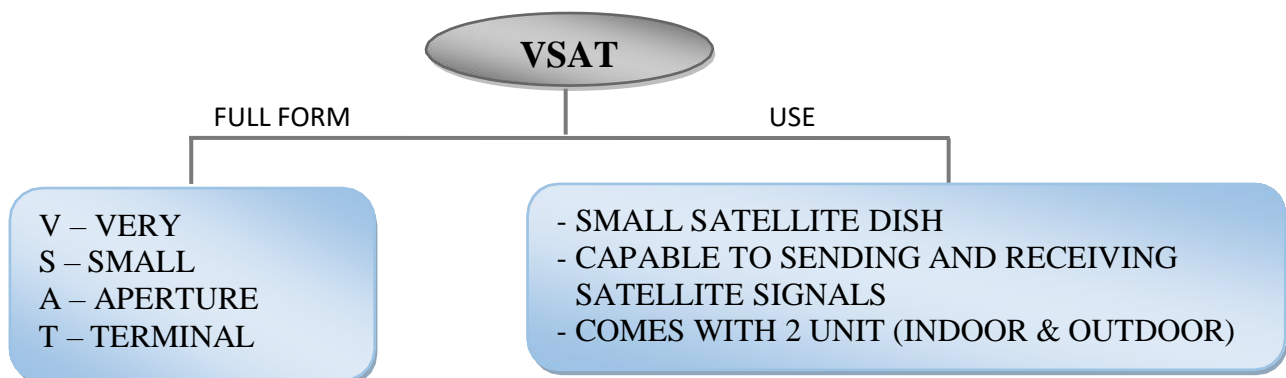 VSAT
FULL FORM
USE
V – VERY
S – SMALL
A – APERTURE
T – TERMINAL
- SMALL SATELLITE DISH
- CAPABLE TO SENDING AND RECEIVING
SATELLITE SIGNALS
- COMES WITH 2 UNIT (INDOOR & OUTDOOR)